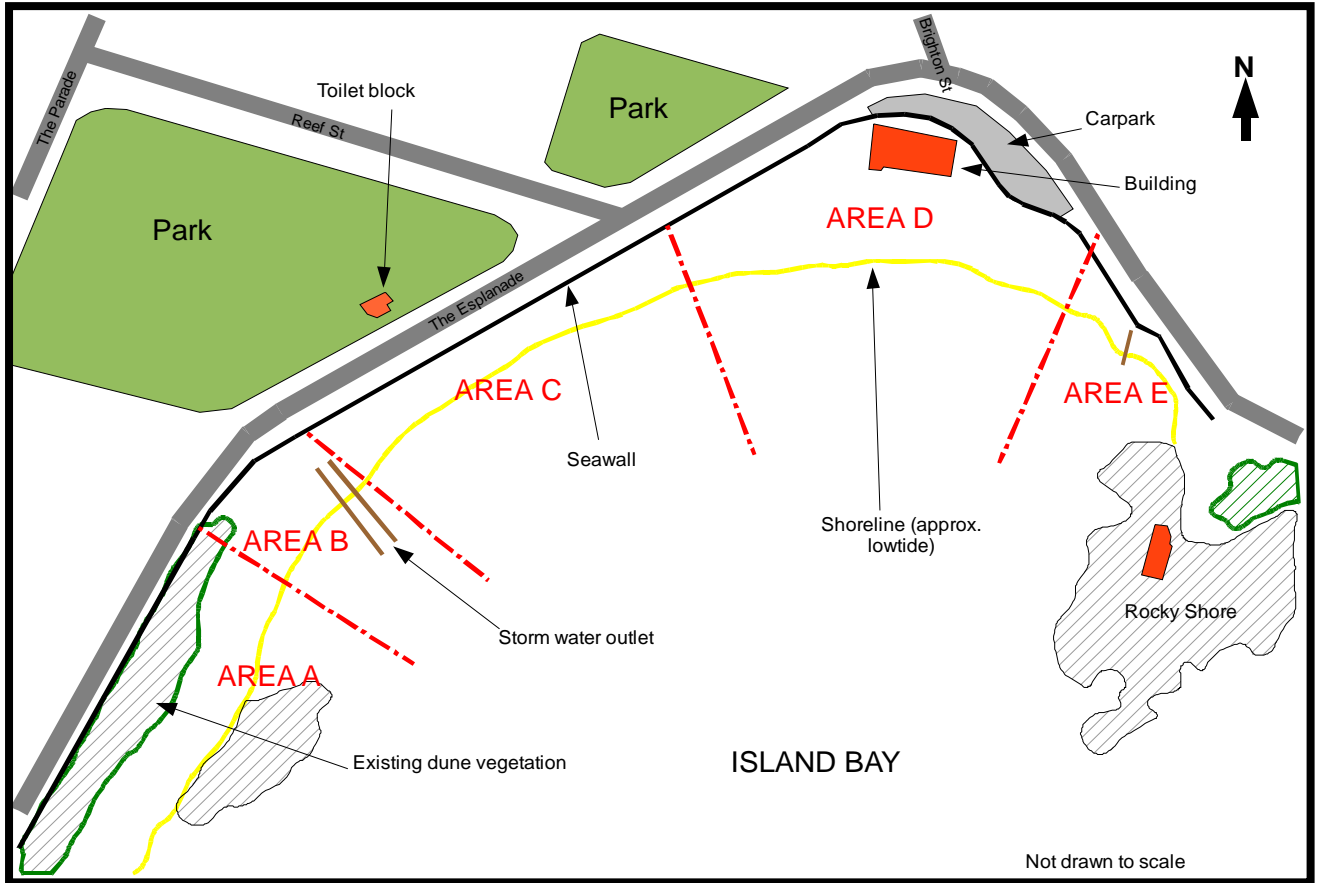 Brighton St
N
The Parade
Toilet block
Park
Carpark
Reef St
Building
Park
AREA D
The Esplanade
AREA C
AREA E
Seawall
Shoreline (approx.
lowtide)
AREA B
Rocky Shore
Storm water outlet
AREA A
Existing dune vegetation
ISLAND BAY
Not drawn to scale